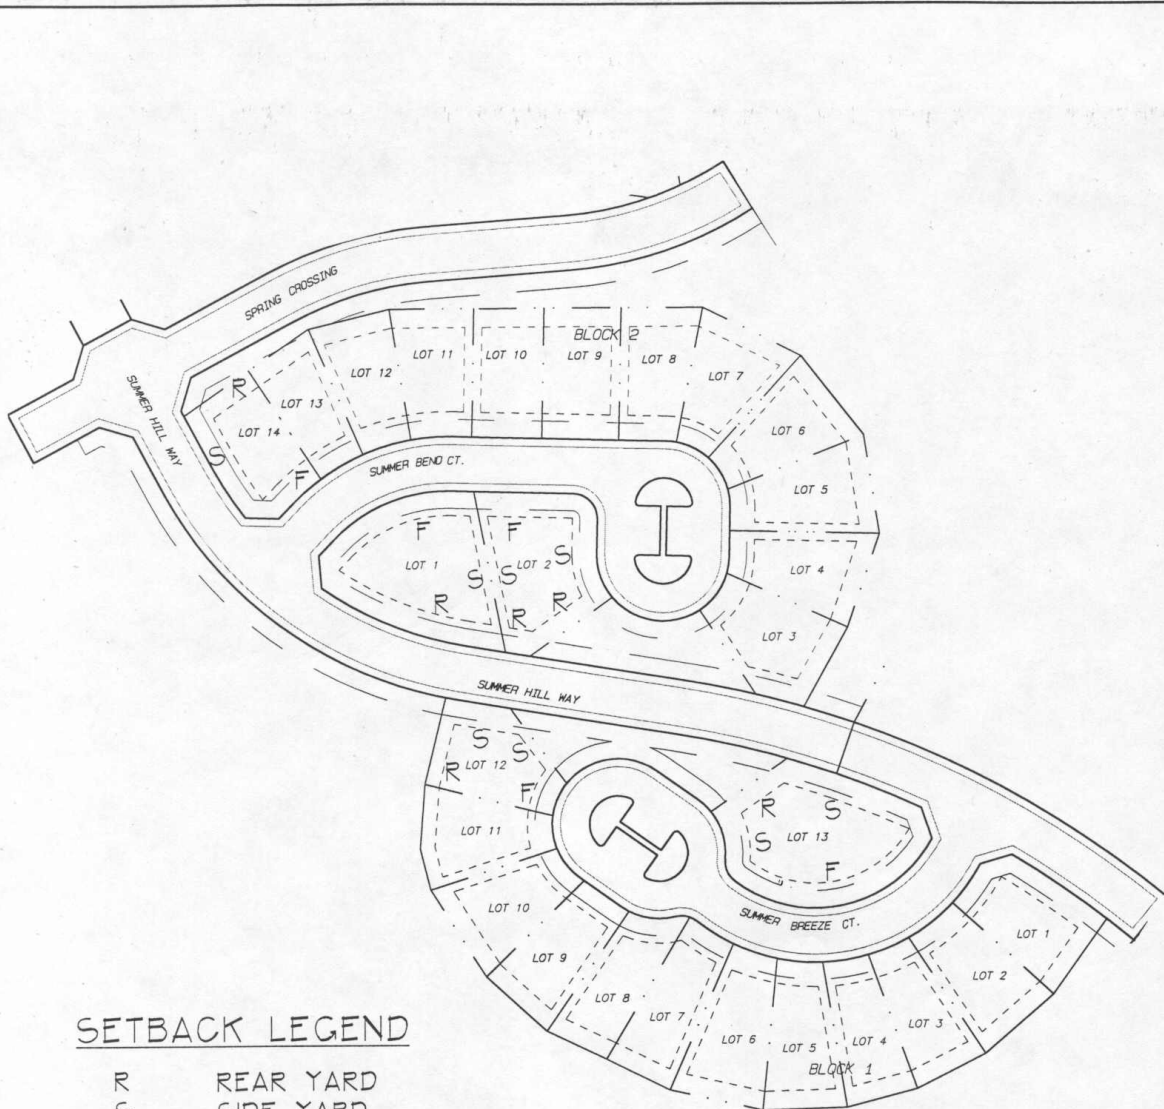 SPRING CROSSING
BLOCK 2
LOT 11
LOT 10
LOT 9
LOT 8
LOT 12
LOT 7
SUMMER HILL WAY
R
LOT 13
LOT 14
LOT 6
S
F
SUMMER BEND CT.
LOT 5
F
F
LOT 1
S
LOT 2
S
S
LOT 4
R
R
R
LOT 3
SUMMER HILL WAY
S
S
R
LOT 12
F
LOT 11
R
S
LOT 13
S
F
LOT 10
SUMMER BREEZE CT.
LOT 1
LOT 9
LOT 2
LOT 8
LOT 7
LOT 3
LOT 6
LOT 5
LOT 4
BLOCK 1
SETBACK LEGEND
R REAR YARD
S SIDE YARD